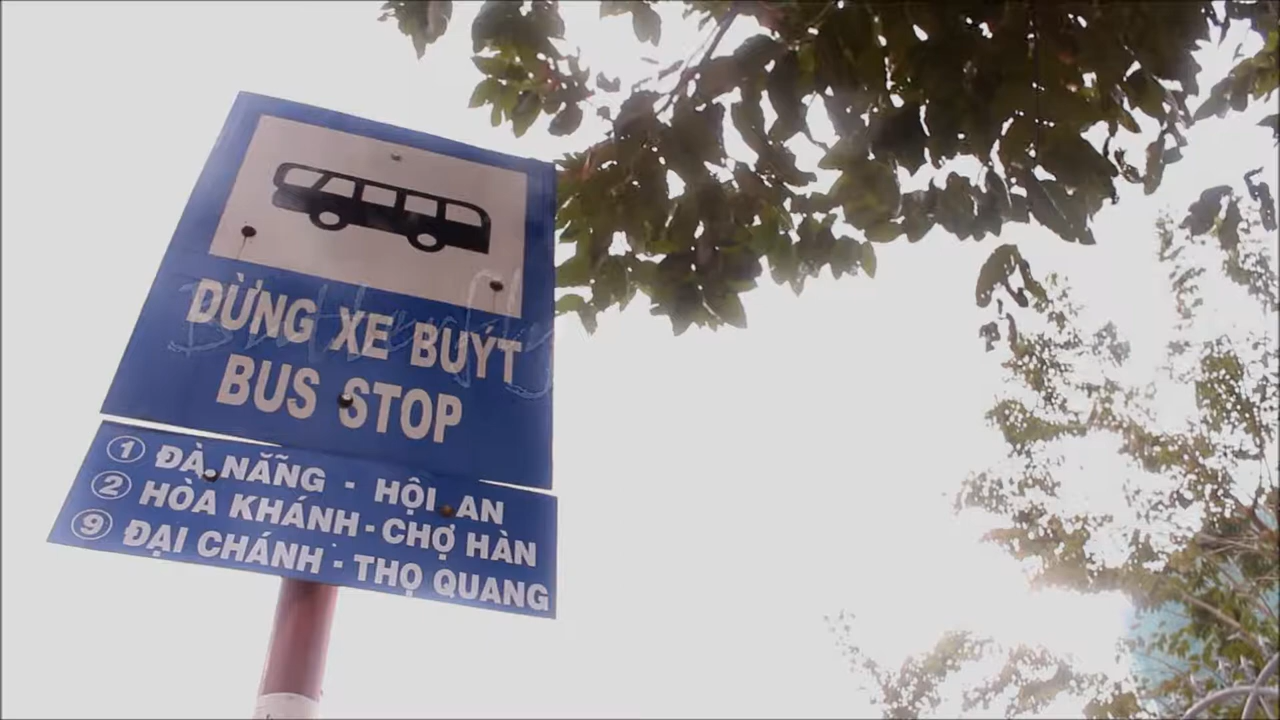 DỪNG XE BUÝT
BUS STOP
1 ĐÀ NẴNG - HỘI AN
2 HÒA KHÁNH - CHỢ HÀN
9 ĐẠI CHÁNH - THỌ QUANG